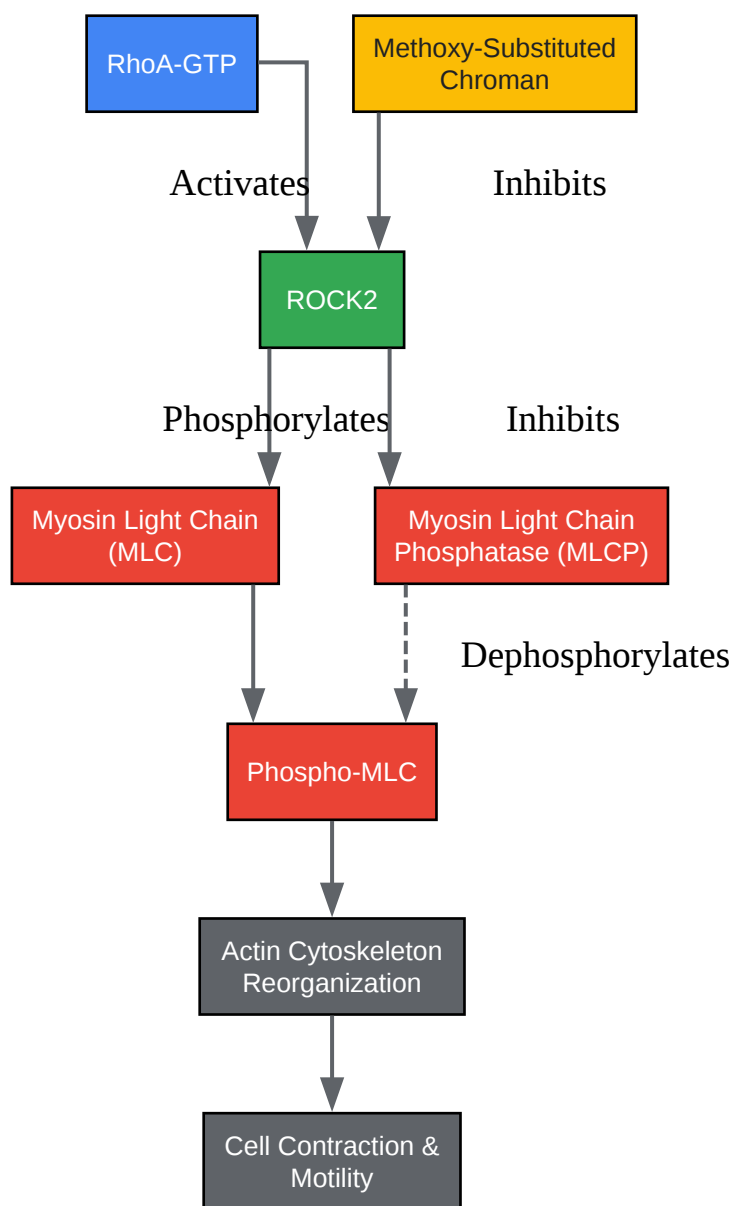 RhoA-GTP
Methoxy-Substituted
Chroman
Activates
Inhibits
ROCK2
Phosphorylates
Inhibits
Myosin Light Chain
(MLC)
Myosin Light Chain
Phosphatase (MLCP)
Dephosphorylates
Phospho-MLC
Actin Cytoskeleton
Reorganization
Cell Contraction &
Motility